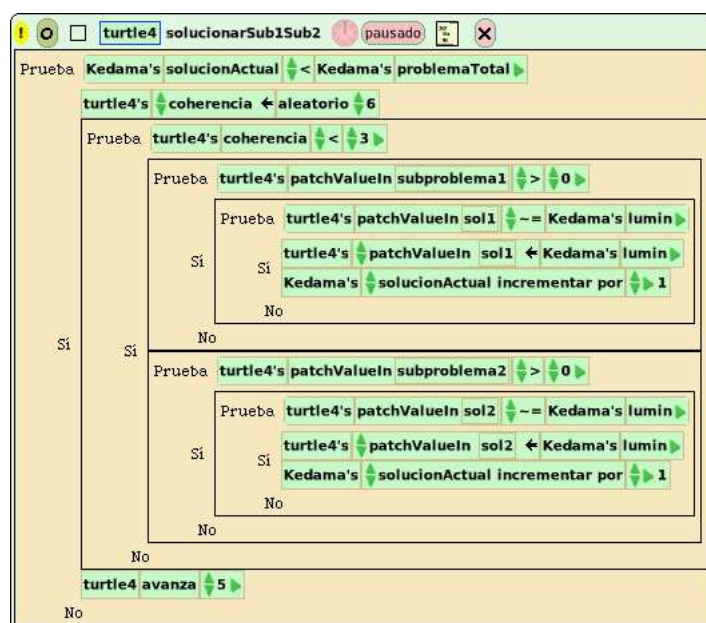 ! O turtle4 solucionarSub1Sub2 pausado
Prueba Kedama's solucionActual < Kedama's problemaTotal
turtle4's coherencia ← aleatorio 6
Prueba turtle4's coherencia < 3
Prueba turtle4's patchValueIn subproblema1 > 0
Prueba turtle4's patchValueIn sol1 ~= Kedama's lumin
Sí Sí turtle4's patchValueIn sol1 ← Kedama's lumin
Kedama's solucionActual incrementar por 1
No
No
Sí Sí
Prueba turtle4's patchValueIn subproblema2 > 0
Prueba turtle4's patchValueIn sol2 ~= Kedama's lumin
Sí Sí turtle4's patchValueIn sol2 ← Kedama's lumin
Kedama's solucionActual incrementar por 1
No
No
No
turtle4 avanza 5
No